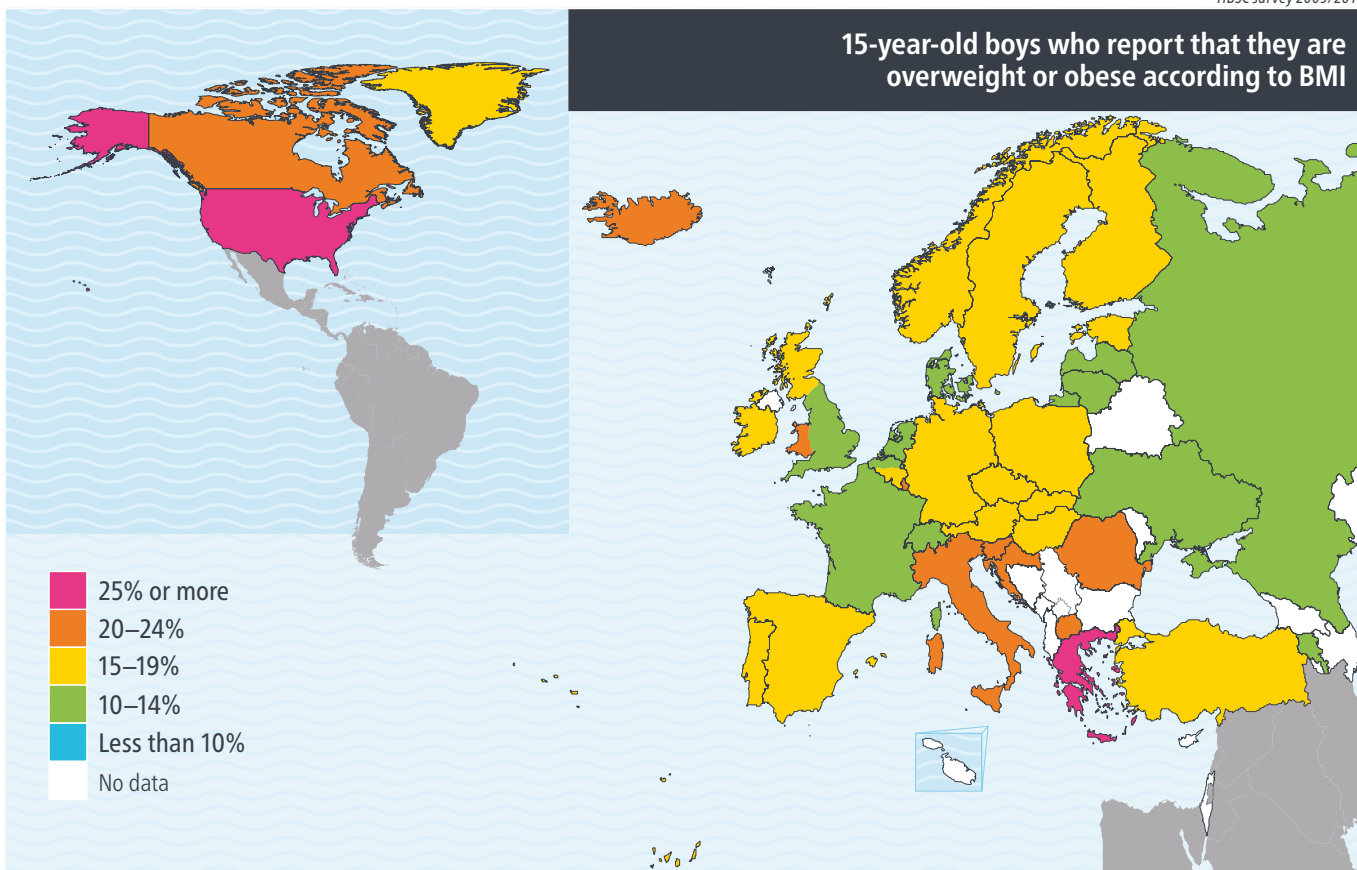 15-year-old boys who report that they are
overweight or obese according to BMI
25% or more
20–24%
15–19%
10–14%
Less than 10%
No data